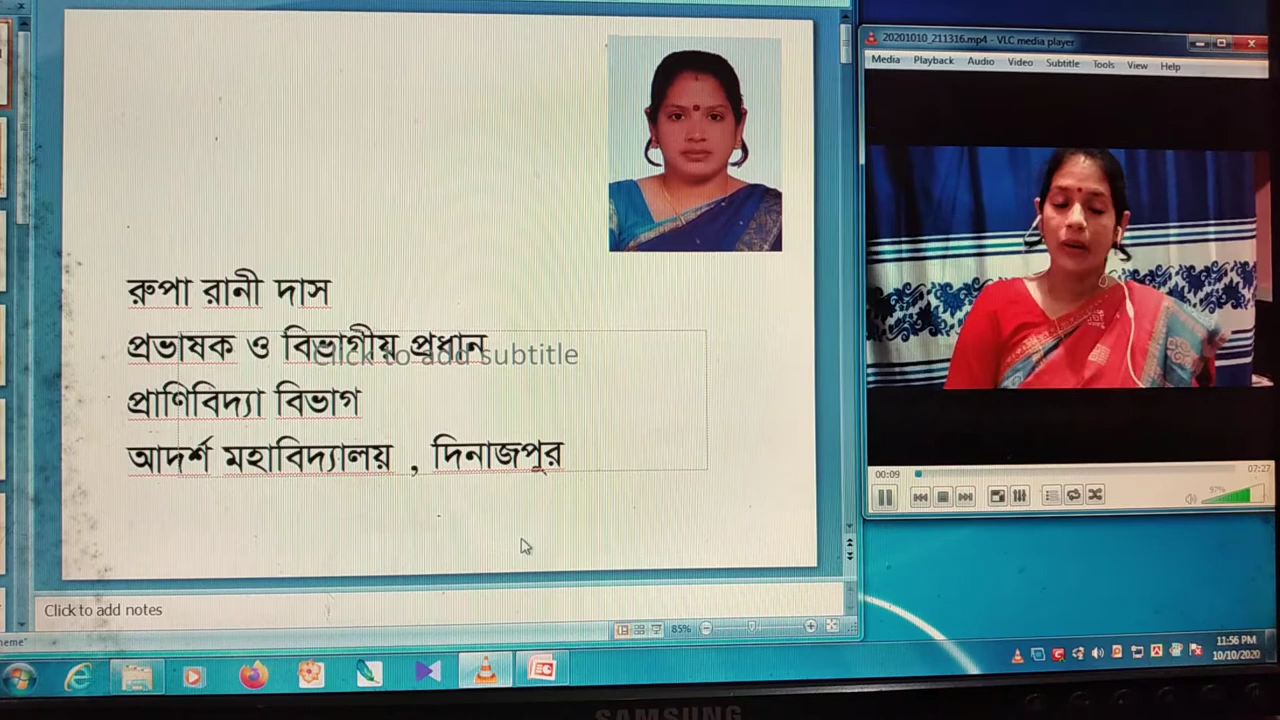 20201010_211316.mp4 - VLC media player
Media Playback Audio Video Subtitle Tools View Help
রুপা রানী দাস
প্রভাষক ও বিভাগীয় প্রধান
Click to add subtitle
প্রাণিবিদ্যা বিভাগ
আদর্শ মহাবিদ্যালয় , দিনাজপুর
00:09 07:27
97%
Click to add notes
heme"
85%
11:56 PM
10/10/2020
SAMSUNG